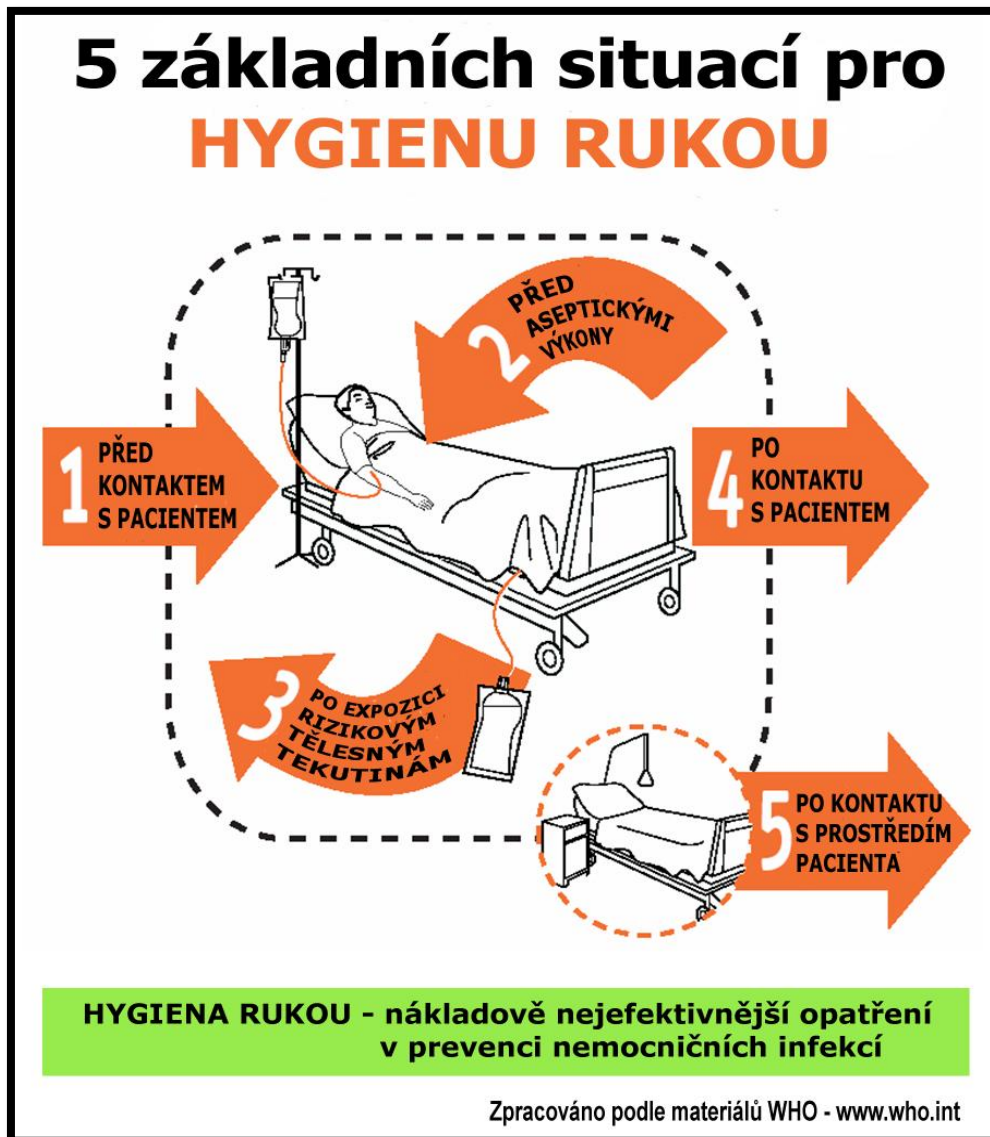 5 základních situací pro
HYGIENU RUKOU
1
PŘED
KONTAKTEM
S PACIENTEM
2
PŘED
ASEPTICKÝMI
VÝKONY
3
PO EXPOZICI
RIZIKOVÝM
TĚLESNÝM
TEKUTINÁM
4
PO
KONTAKTU
S PACIENTEM
5
PO KONTAKTU
S PROSTŘEDÍM
PACIENTA
HYGIENA RUKOU - nákladově nejefektivnější opatření
v prevenci nemocničních infekcí
Zpracováno podle materiálů WHO - www.who.int